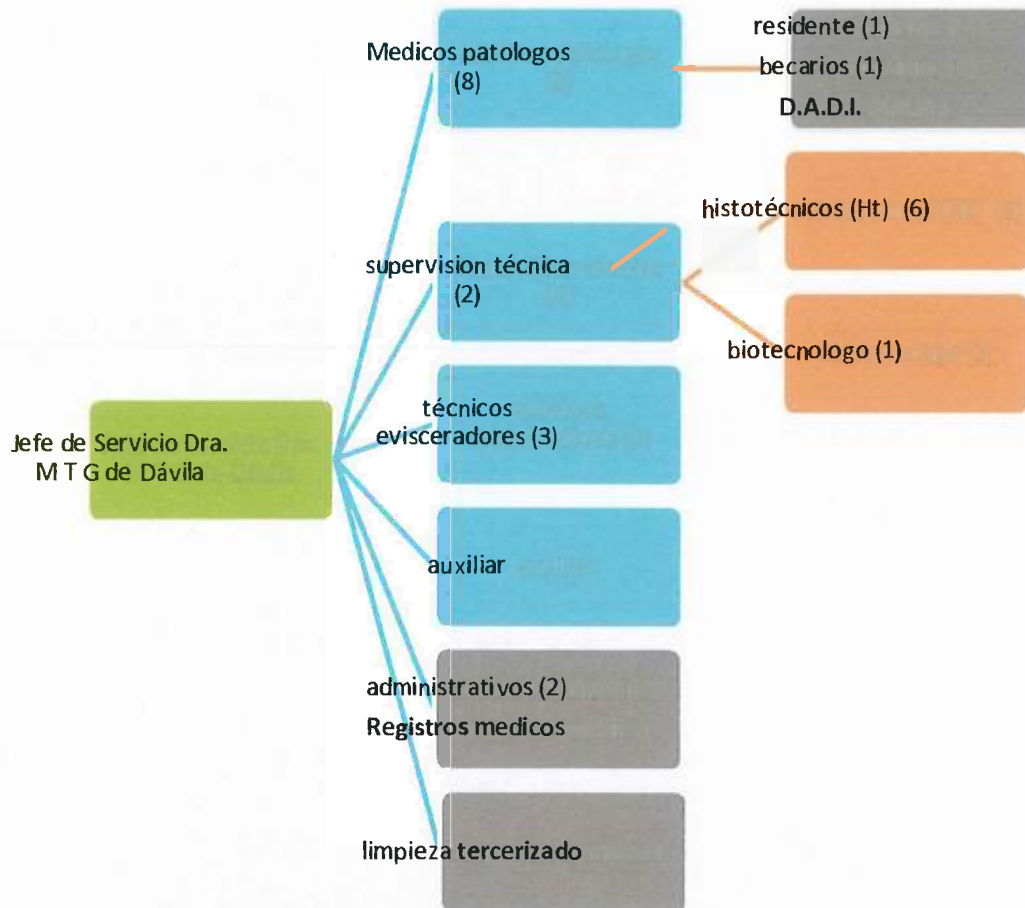 Medicos patologos
(8)
residente (1)
becarios (1)
D.A.D.I.
supervision técnica
(2)
histotécnicos (Ht) (6)
biotecnologo (1)
técnicos
evisceradores (3)
Jefe de Servicio Dra.
M T G de Dávila
auxiliar
administrativos (2)
Registros medicos
limpieza tercerizado